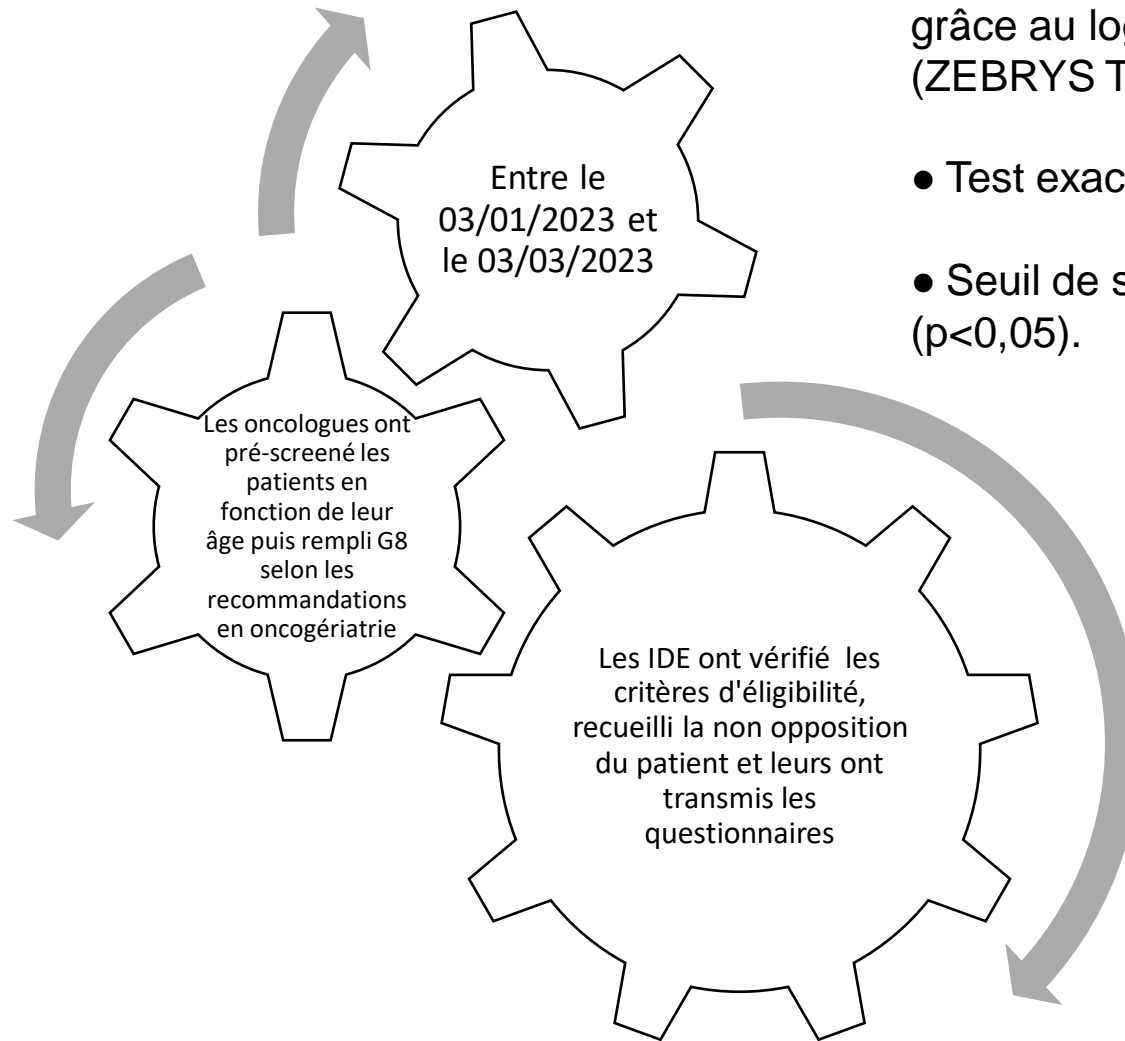 Entre le
03/01/2023 et
le 03/03/2023
Les oncologues ont
pré-screené les
patients en
fonction de leur
âge puis rempli G8
selon les
recommandations
en oncogériatrie
Les IDE ont vérifié les
critères d'éligibilité,
recueilli la non opposition
du patient et leurs ont
transmis les
questionnaires
grâce au
(ZEBRYS
● Test
● Seuil de
(p<0,05).